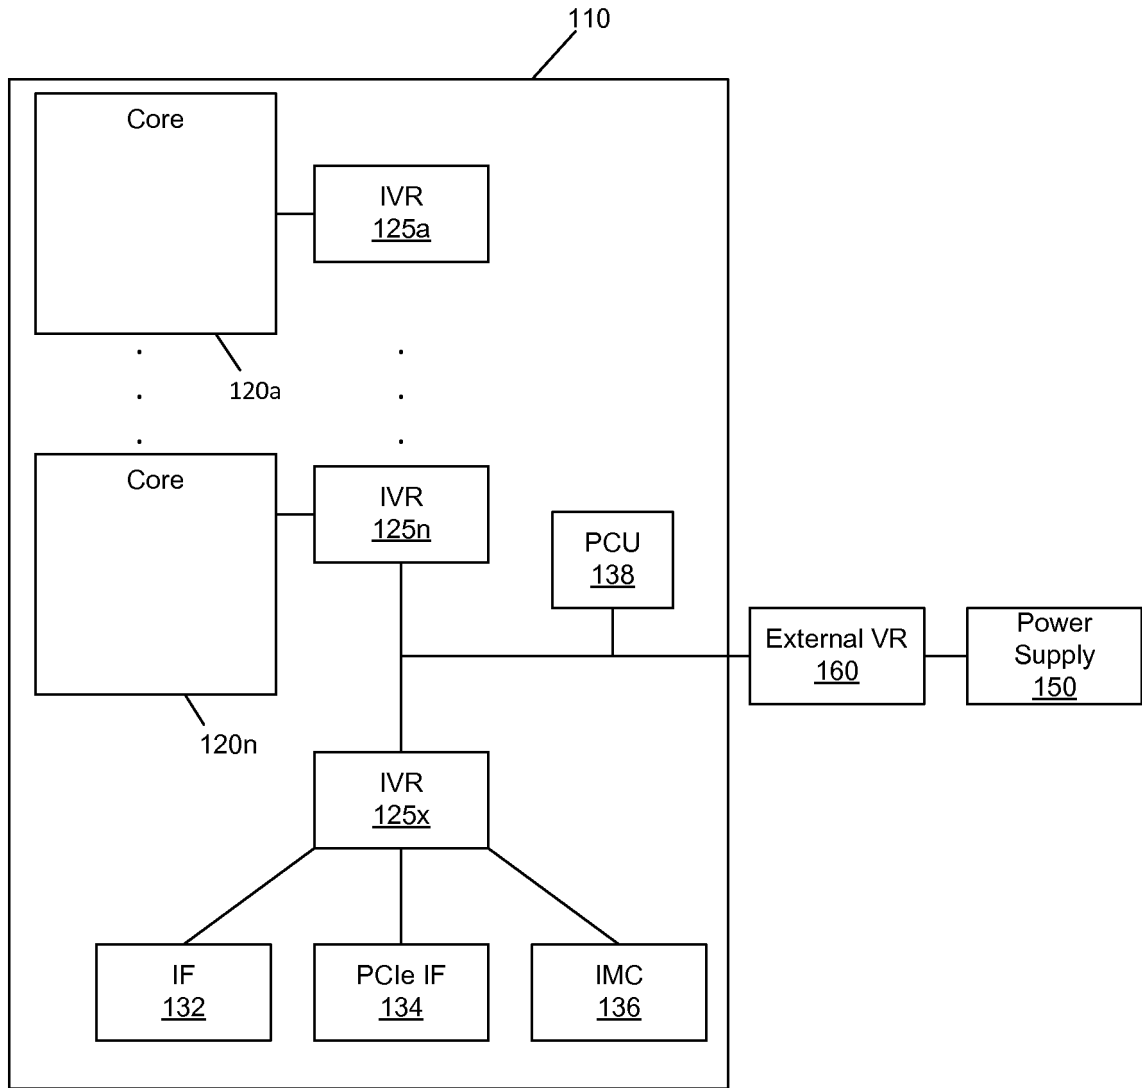 110
Core
IVR
125a
120a
Core
IVR
125n
PCU
138
External VR
160
Power
Supply
150
120n
IVR
125x
IF
132
PCIe IF
134
IMC
136